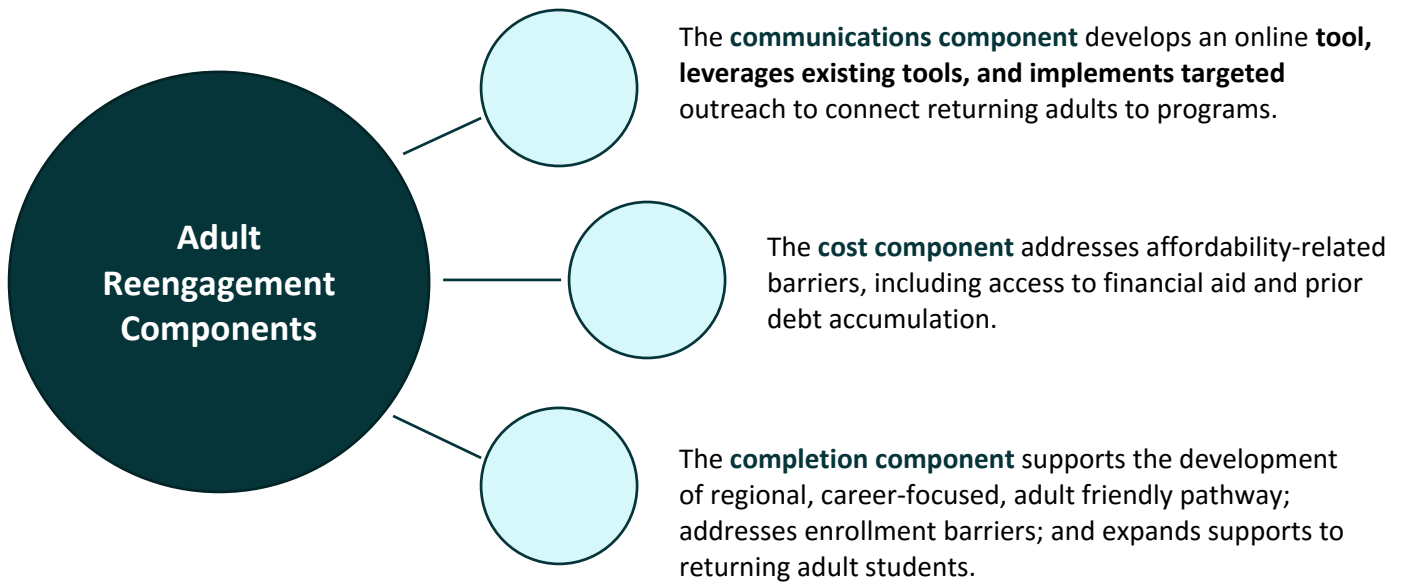 Adult
Reengagement
Components
The communications component develops an online tool,
leverages existing tools, and implements targeted
outreach to connect returning adults to programs.
The cost component addresses affordability-related
barriers, including access to financial aid and prior
debt accumulation.
The completion component supports the development
of regional, career-focused, adult friendly pathway;
addresses enrollment barriers; and expands supports to
returning adult students.